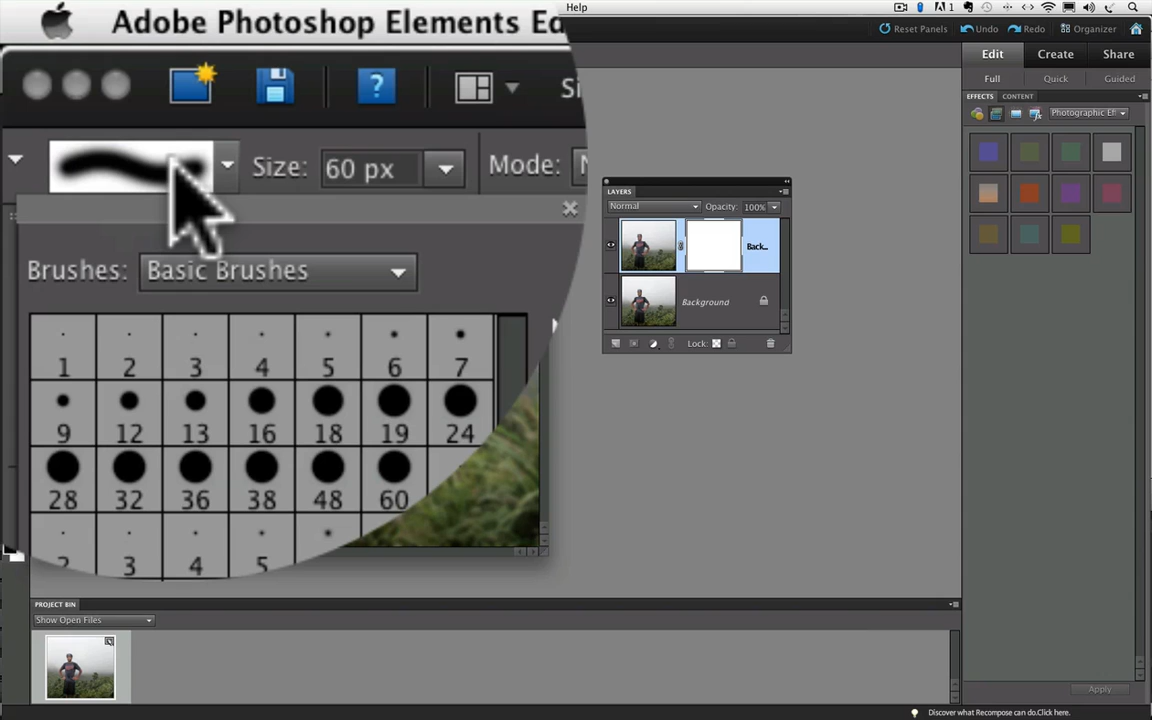 Adobe Photoshop Elements Ed
Help
1
Reset Panels
Undo
Redo
Organizer
?
Edit
Create
Share
Full
Quick
Guided
EFFECTS
CONTENT
Size: 60 px
Mode:
Brushes: Basic Brushes
1 2 3 4 5 6 7
9 12 13 16 18 19 24
28 32 36 38 48 60
2 3 4 5
LAYERS
Normal
Opacity: 100%
Back...
Background
Lock:
PROJECT BIN
Show Open Files
Apply
Discover what Recompose can do.Click here.